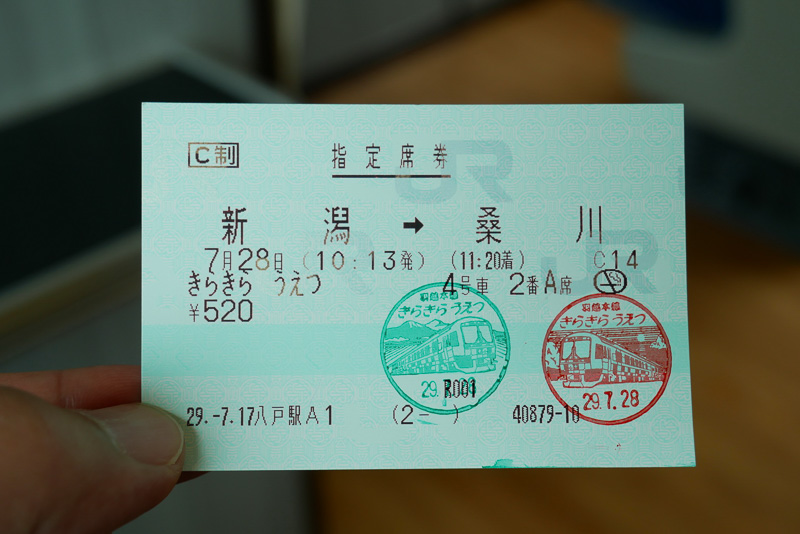 C制 指定席券
新潟 ➡ 桑川
7月28日 (10:13発) (11:20着) C14
きらきら うえつ 4号車 2番A席
¥520
羽越本線
きらきらうえつ
29.
羽越本線
きらきらうえつ
29.7.28
R001
29.-7.17八戸駅A1 (2- ) 40879-10
JR